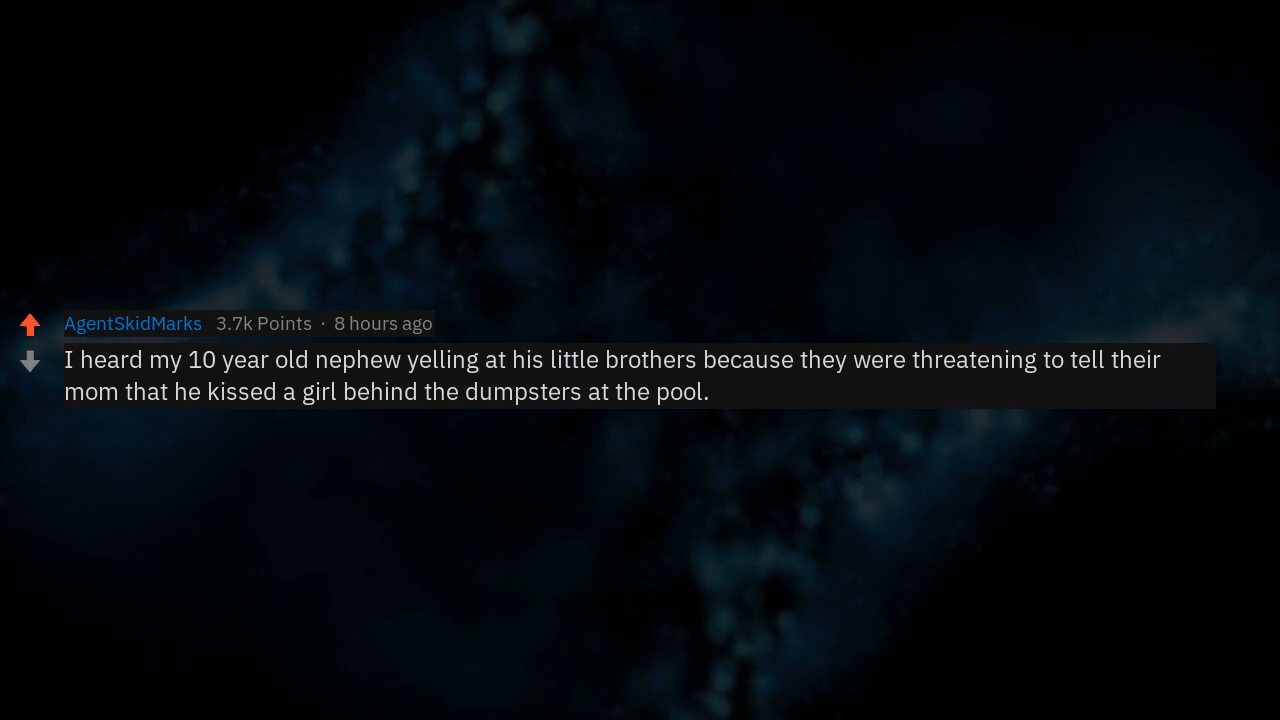 AgentSkidMarks 3.7k Points · 8 hours ago
I heard my 10 year old nephew yelling at his little brothers because they were threatening to tell their
mom that he kissed a girl behind the dumpsters at the pool.